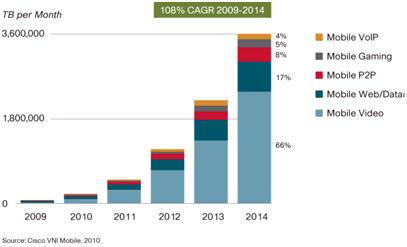 TB per Month
108% CAGR 2009-2014
3,600,000
1,800,000
0
4%
5%
8%
17%
66%
Mobile VoIP
Mobile Gaming
Mobile P2P
Mobile Web/Data
Mobile Video
2009 2010 2011 2012 2013 2014
Source: Cisco VNI Mobile, 2010